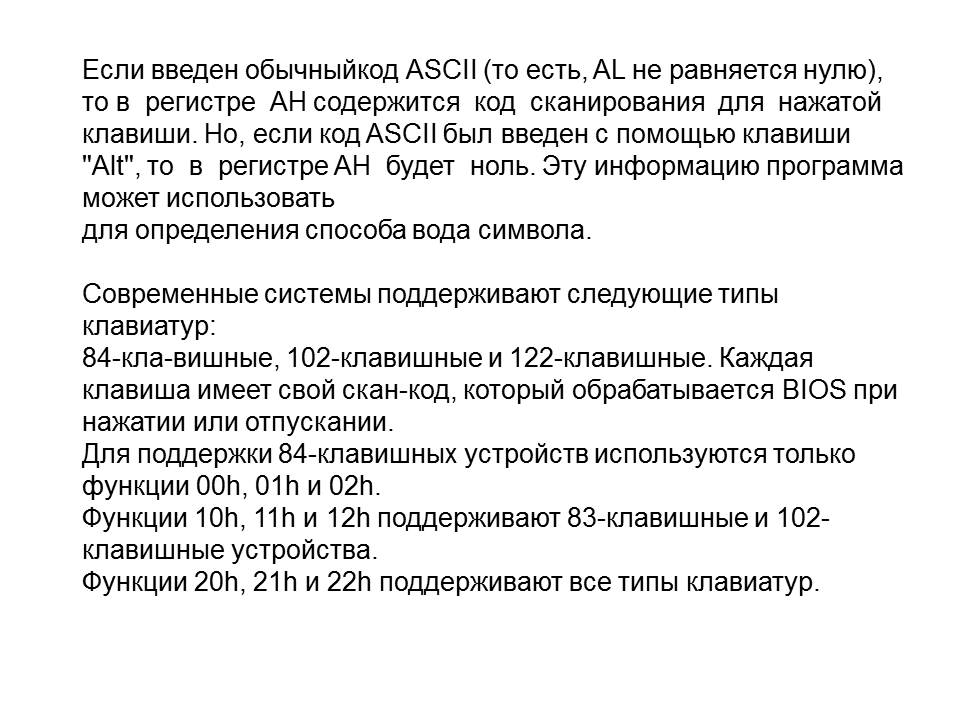 Если введен обычныйкод ASCII (то есть, AL не равняется нулю),
то в регистре AH содержится код сканирования для нажатой
клавиши. Но, если код ASCII был введен с помощью клавиши
"Alt", то в регистре AH будет ноль. Эту информацию программа
может использовать
для определения способа вода символа.

Современные системы поддерживают следующие типы
клавиатур:
84-кла-вишные, 102-клавишные и 122-клавишные. Каждая
клавиша имеет свой скан-код, который обрабатывается BIOS при
нажатии или отпускании.
Для поддержки 84-клавишных устройств используются только
функции 00h, 01h и 02h.
Функции 10h, 11h и 12h поддерживают 83-клавишные и 102-
клавишные устройства.
Функции 20h, 21h и 22h поддерживают все типы клавиатур.